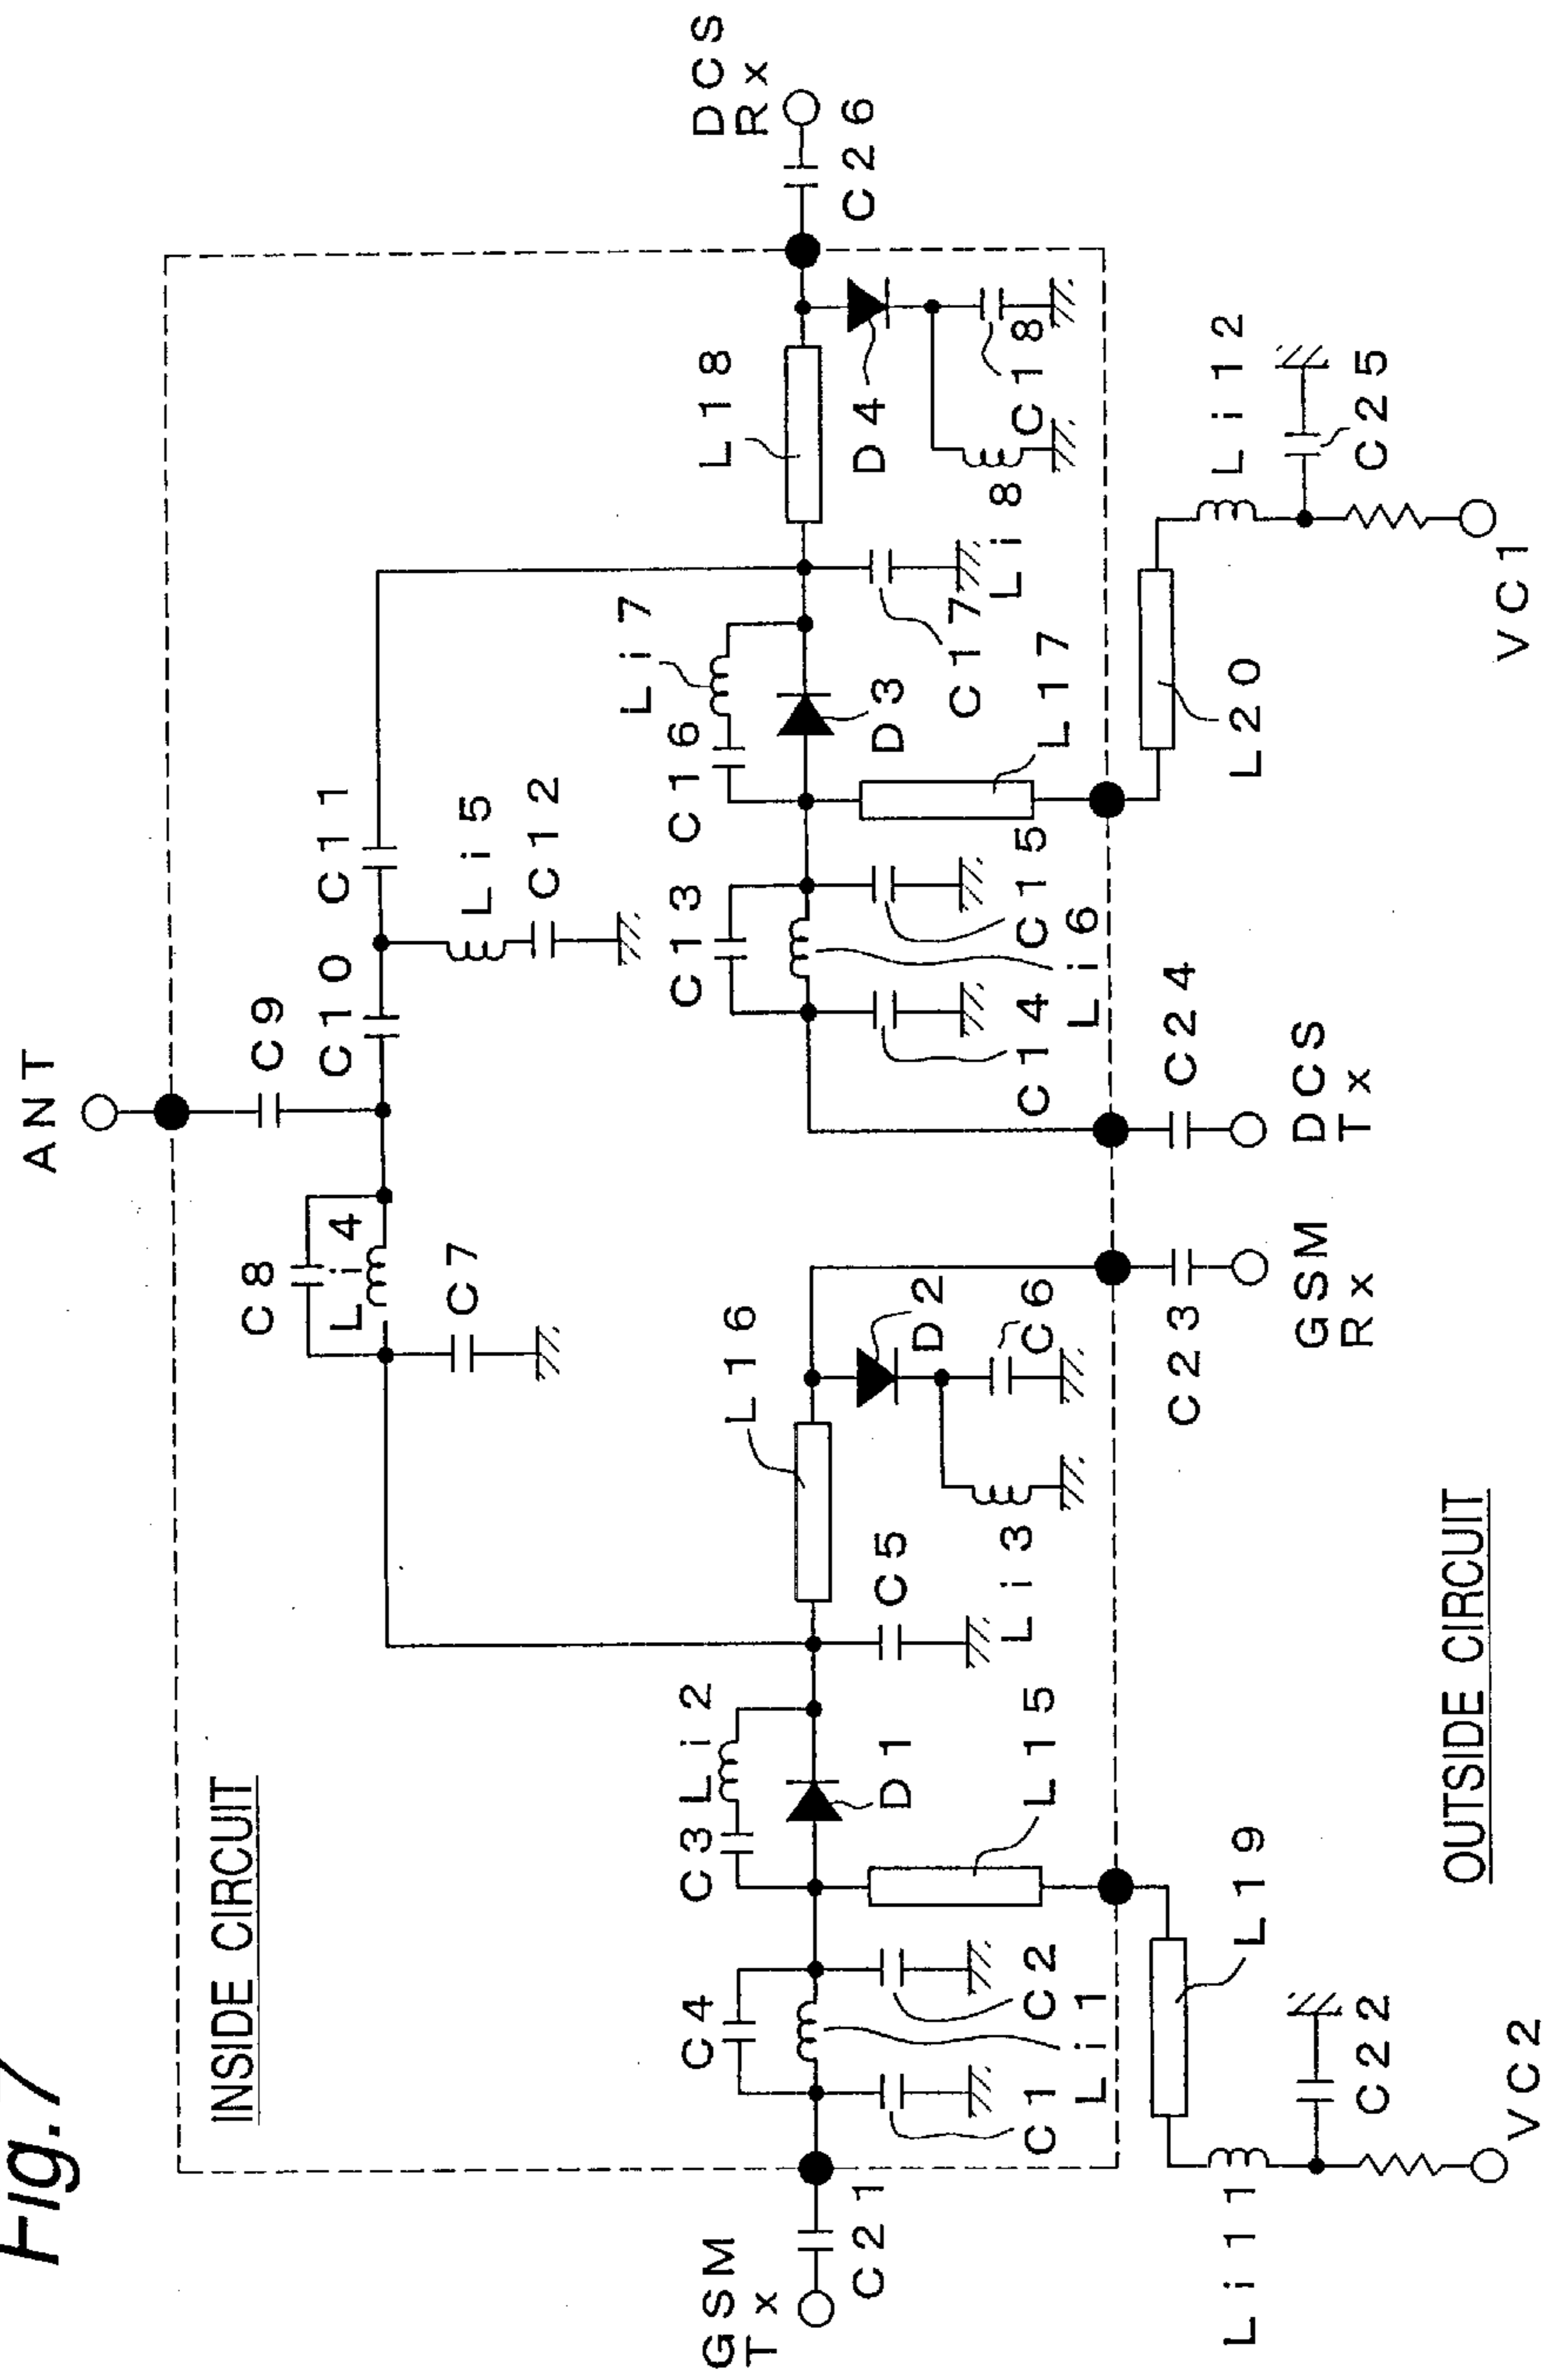 Fig.7
ANT
INSIDE CIRCUIT
C9
C8
Li4
C7
C10
C11
Li5
C12
GSM
Tx
C21
C4
C1
Li1
C2
C3
Li2
D1
L15
C5
L16
D2
C6
Li3
C23
GSM
Rx
C24
DCS
Tx
C13
C14
Li6
C15
C16
Li7
D3
L17
C17
L18
D4
C18
Li8
DCS
Rx
C26
Li11
L19
C22
VC2
L20
Li12
C25
VC1
OUTSIDE CIRCUIT